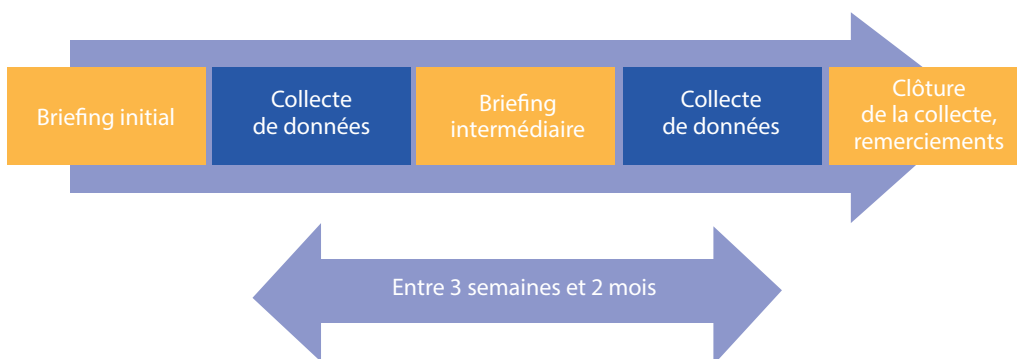 Briefing initial
Collecte
de données
Briefing
intermédiaire
Collecte
de données
Clôture
de la collecte,
remerciements
Entre 3 semaines et 2 mois